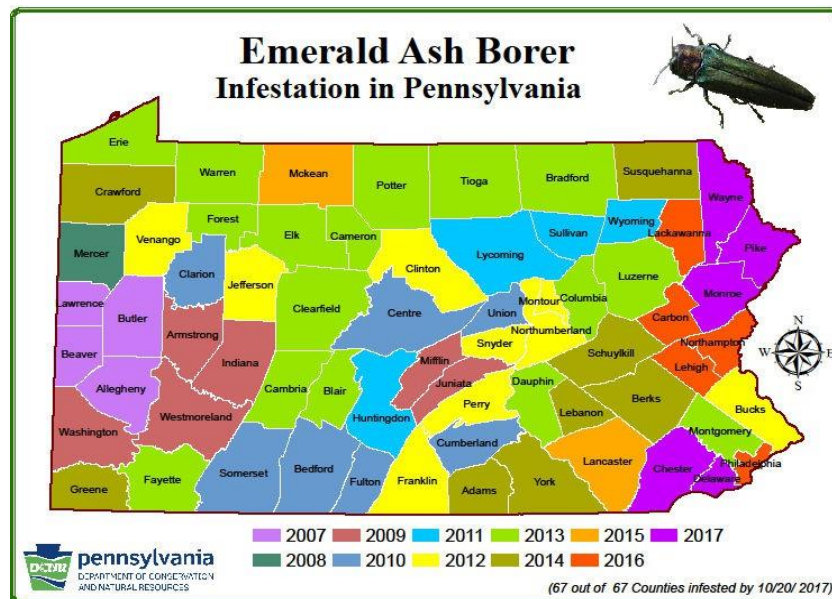 Emerald Ash Borer
Infestation in Pennsylvania
Erie
Warren
Mckean
Potter
Tioga
Bradford
Susquehanna
Wayne
Crawford
Forest
Elk
Cameron
Sullivan
Wyoming
Lackawanna
Pike
Mercer
Venango
Clarion
Jefferson
Clinton
Lycoming
Luzerne
Monroe
Lawrence
Butler
Clearfield
Centre
Union
Montour
Columbia
Carbon
Northampton
Beaver
Armstrong
Indiana
Snyder
Northumberland
Schuylkill
Lehigh
Allegheny
Cambria
Blair
Mifflin
Juniata
Dauphin
Berks
Bucks
Washington
Westmoreland
Huntingdon
Perry
Lebanon
Montgomery
Greene
Fayette
Somerset
Bedford
Fulton
Franklin
Cumberland
Adams
York
Lancaster
Chester
Delaware
Philadelphia
N
W E
S
2007 2009 2011 2013 2015 2017
2008 2010 2012 2014 2016
DCNR
pennsylvania
DEPARTMENT OF CONSERVATION
AND NATURAL RESOURCES
(67 out of 67 Counties infested by 10/20/ 2017)